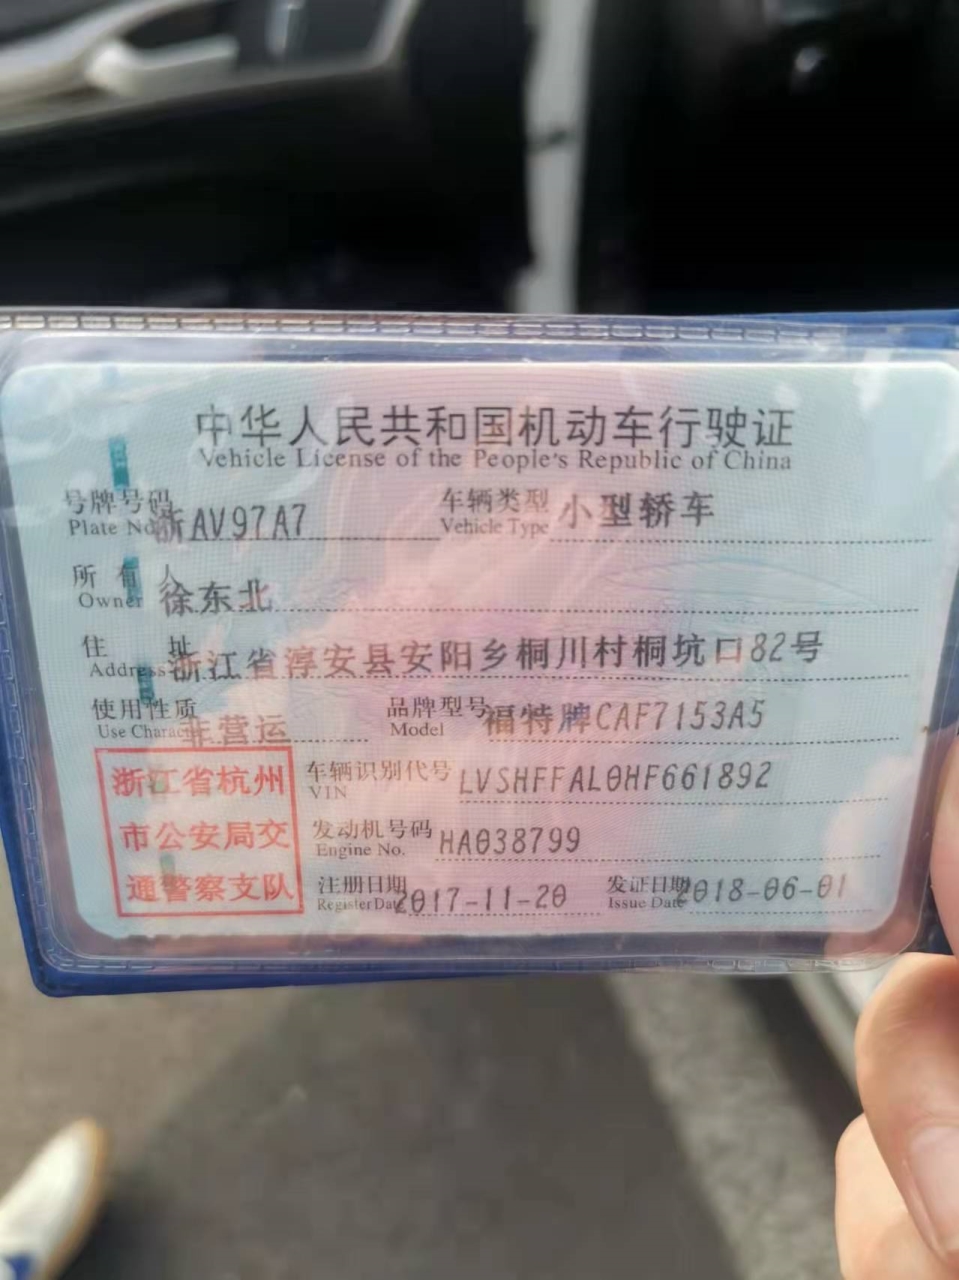 中华人民共和国机动车行驶证
Vehicle License of the People's Republic of China
号牌号码 浙AV97A7 车辆类型 小型轿车
Plate No. Vehicle Type
所有人 徐东北
Owner
住址 浙江省淳安县安阳乡桐川村桐坑口82号
Address
使用性质 非营运 品牌型号 福特牌CAF7153A5
Use Character Model
浙江省杭州
市公安局交
通警察支队
车辆识别代号 LVSHFFAL0HF661892
VIN
发动机号码 HA038799
Engine No.
注册日期 2017-11-20 发证日期 2018-06-01
Register Date Issue Date